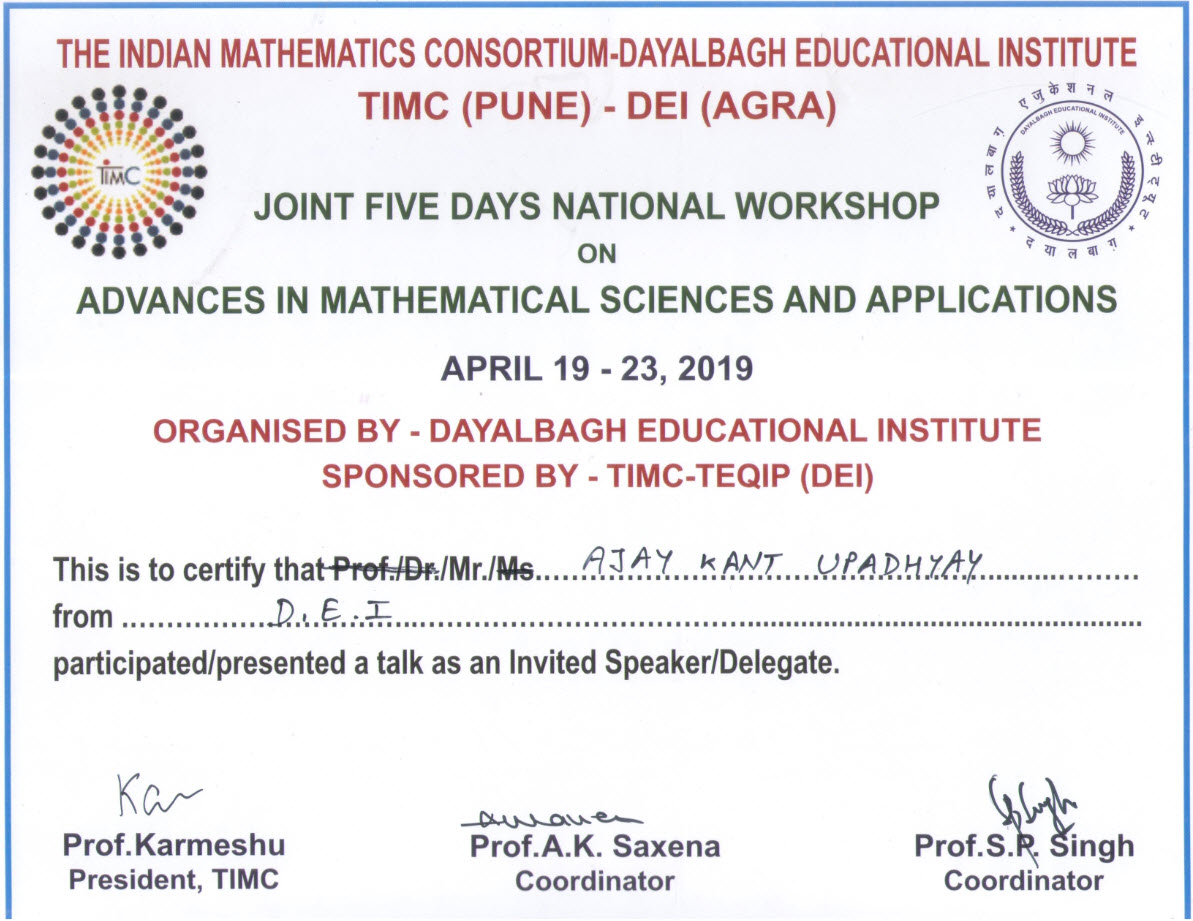 THE INDIAN MATHEMATICS CONSORTIUM-DAYALBAGH EDUCATIONAL INSTITUTE
TIMC (PUNE) - DEI (AGRA)
TIMC
दयालबाग़ एजुकेशनल इन्स्टीट्यूट
DAYALBAGH EDUCATIONAL INSTITUTE
दयालबाग़
JOINT FIVE DAYS NATIONAL WORKSHOP
ON
ADVANCES IN MATHEMATICAL SCIENCES AND APPLICATIONS
APRIL 19 - 23, 2019
ORGANISED BY - DAYALBAGH EDUCATIONAL INSTITUTE
SPONSORED BY - TIMC-TEQIP (DEI)
This is to certify that Prof./Dr./Mr./Ms. AJAY KANT UPADHYAY
from D.E.I
participated/presented a talk as an Invited Speaker/Delegate.
Prof.Karmeshu
President, TIMC
Prof.A.K. Saxena
Coordinator
Prof.S.P. Singh
Coordinator